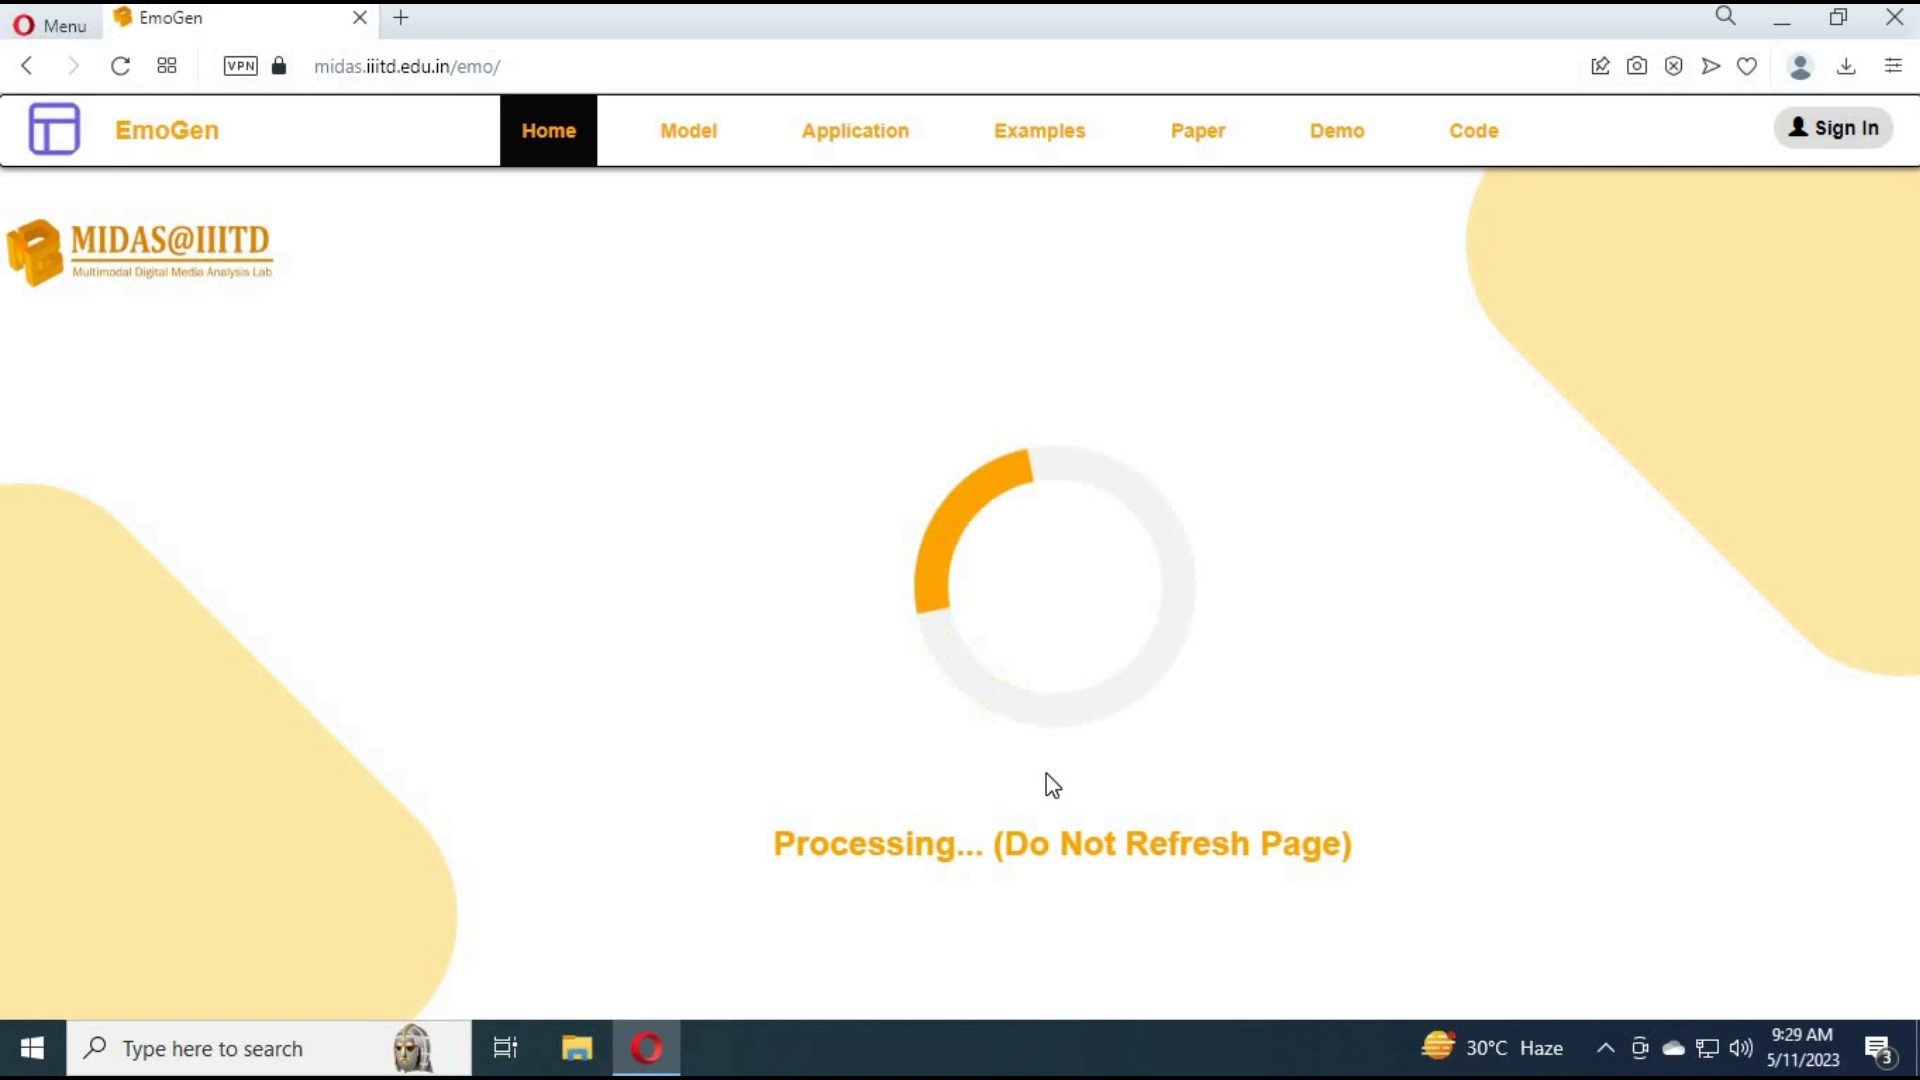 Menu
EmoGen
VPN
midas.iiitd.edu.in/emo/
EmoGen
Home
Model
Application
Examples
Paper
Demo
Code
Sign In
MIDAS@IIITD
Multimodal Digital Media Analysis Lab
Processing... (Do Not Refresh Page)
Type here to search
30°C Haze
9:29 AM
5/11/2023
3